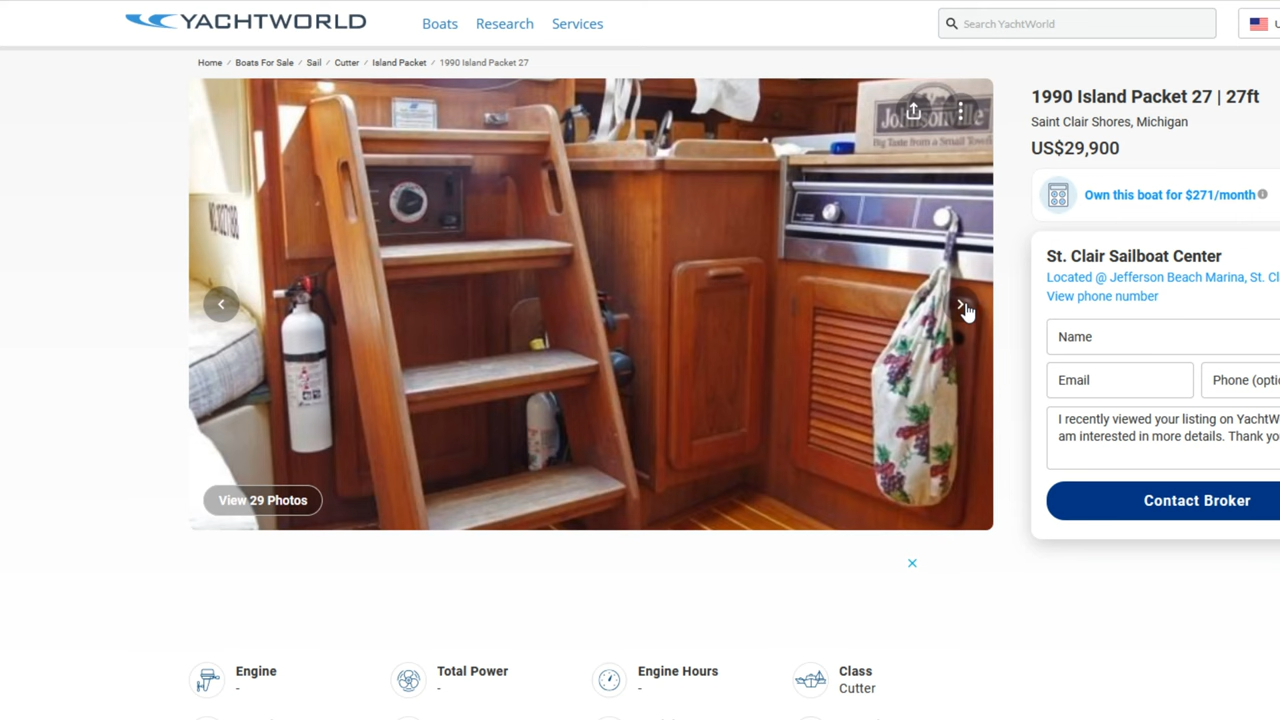 YACHTWORLD
Boats Research Services
Search YachtWorld
Home / Boats For Sale / Sail / Cutter / Island Packet / 1990 Island Packet 27
Johnsonville
Big Taste from a Small Town
View 29 Photos
1990 Island Packet 27 | 27ft
Saint Clair Shores, Michigan
US$29,900
Own this boat for $271/month
St. Clair Sailboat Center
Located @ Jefferson Beach Marina, St. Cl
View phone number
Name
Email
Phone (opti
I recently viewed your listing on YachtW
am interested in more details. Thank yo
Contact Broker
Engine
-
Total Power
-
Engine Hours
-
Class
Cutter